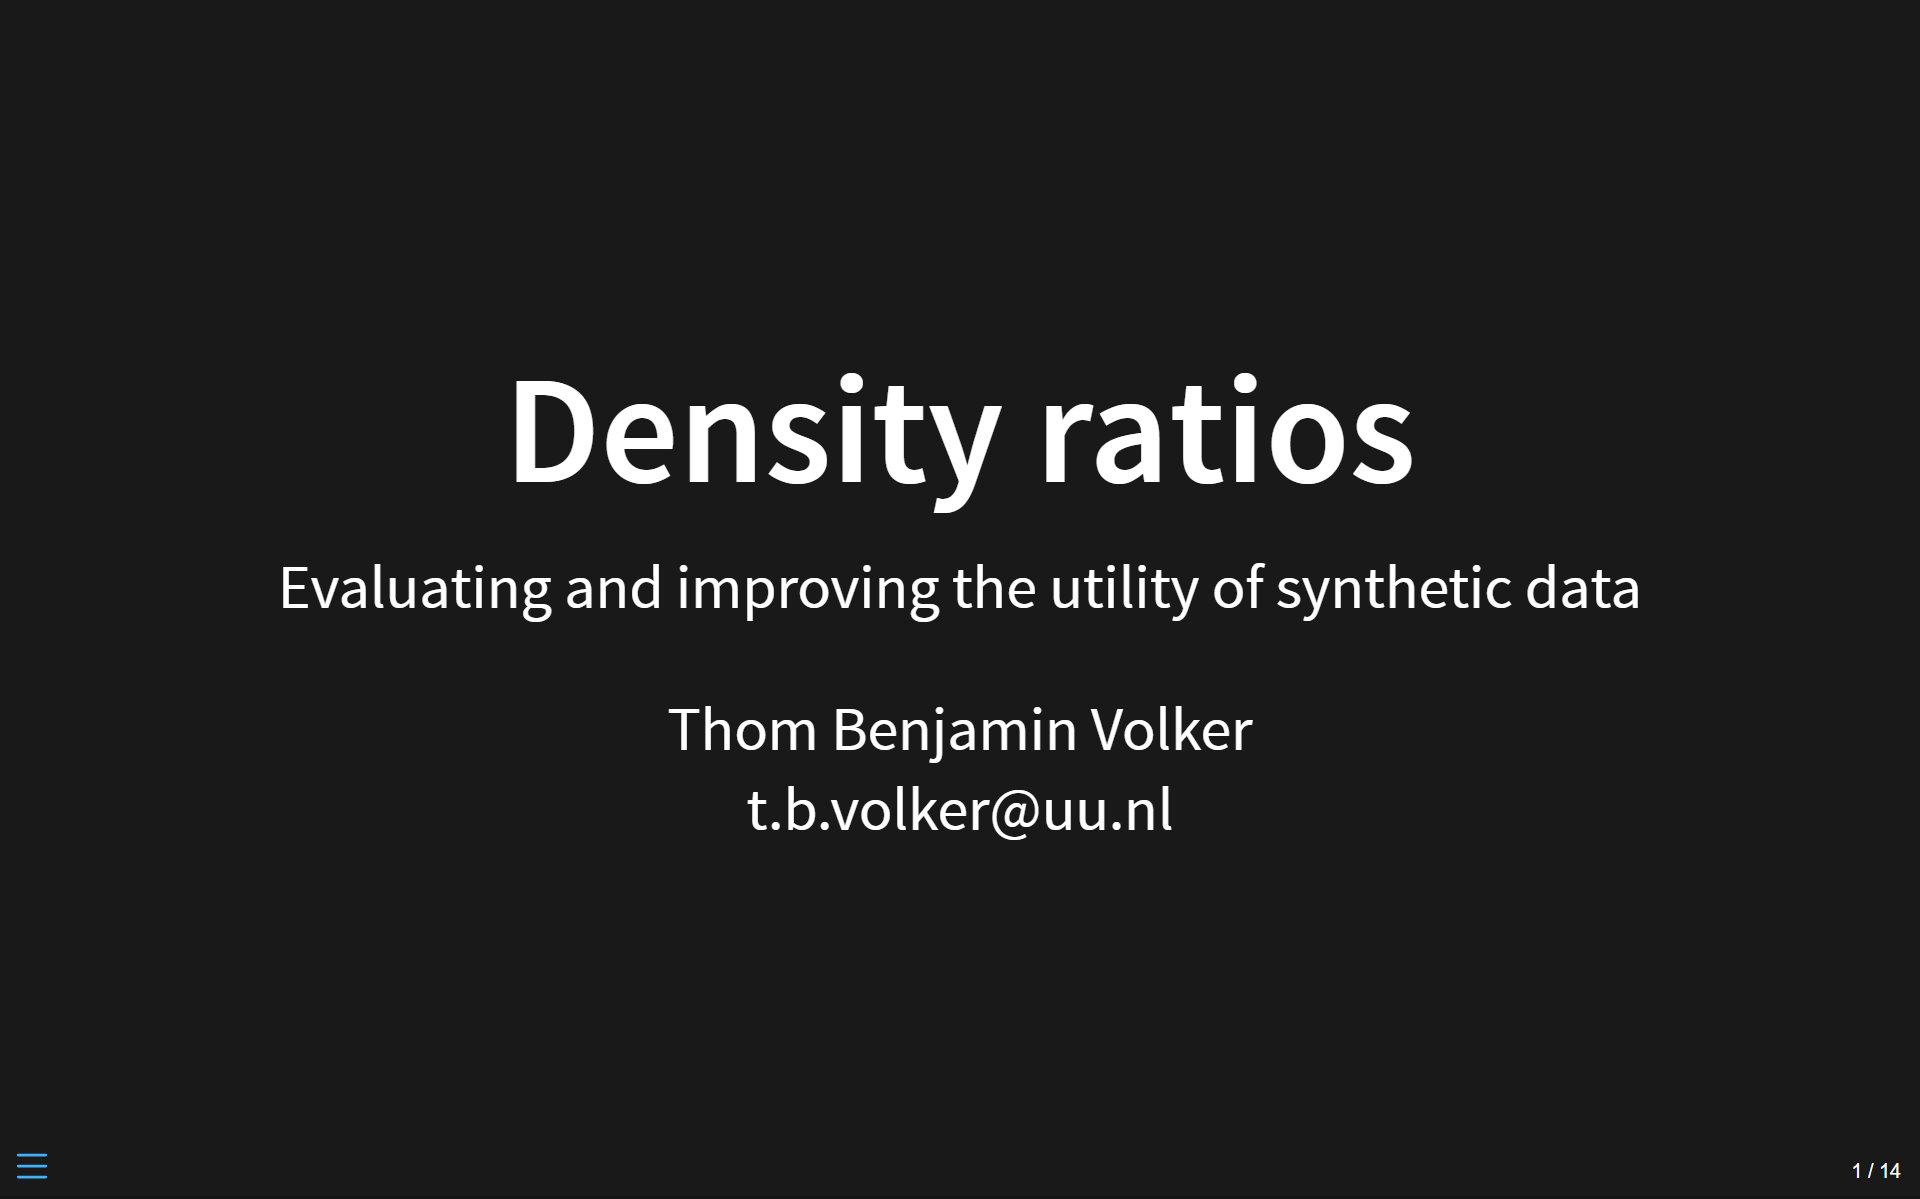 Density ratios
Evaluating and improving the utility of synthetic data
Thom Benjamin Volker
t.b.volker@uu.nl
1 / 14